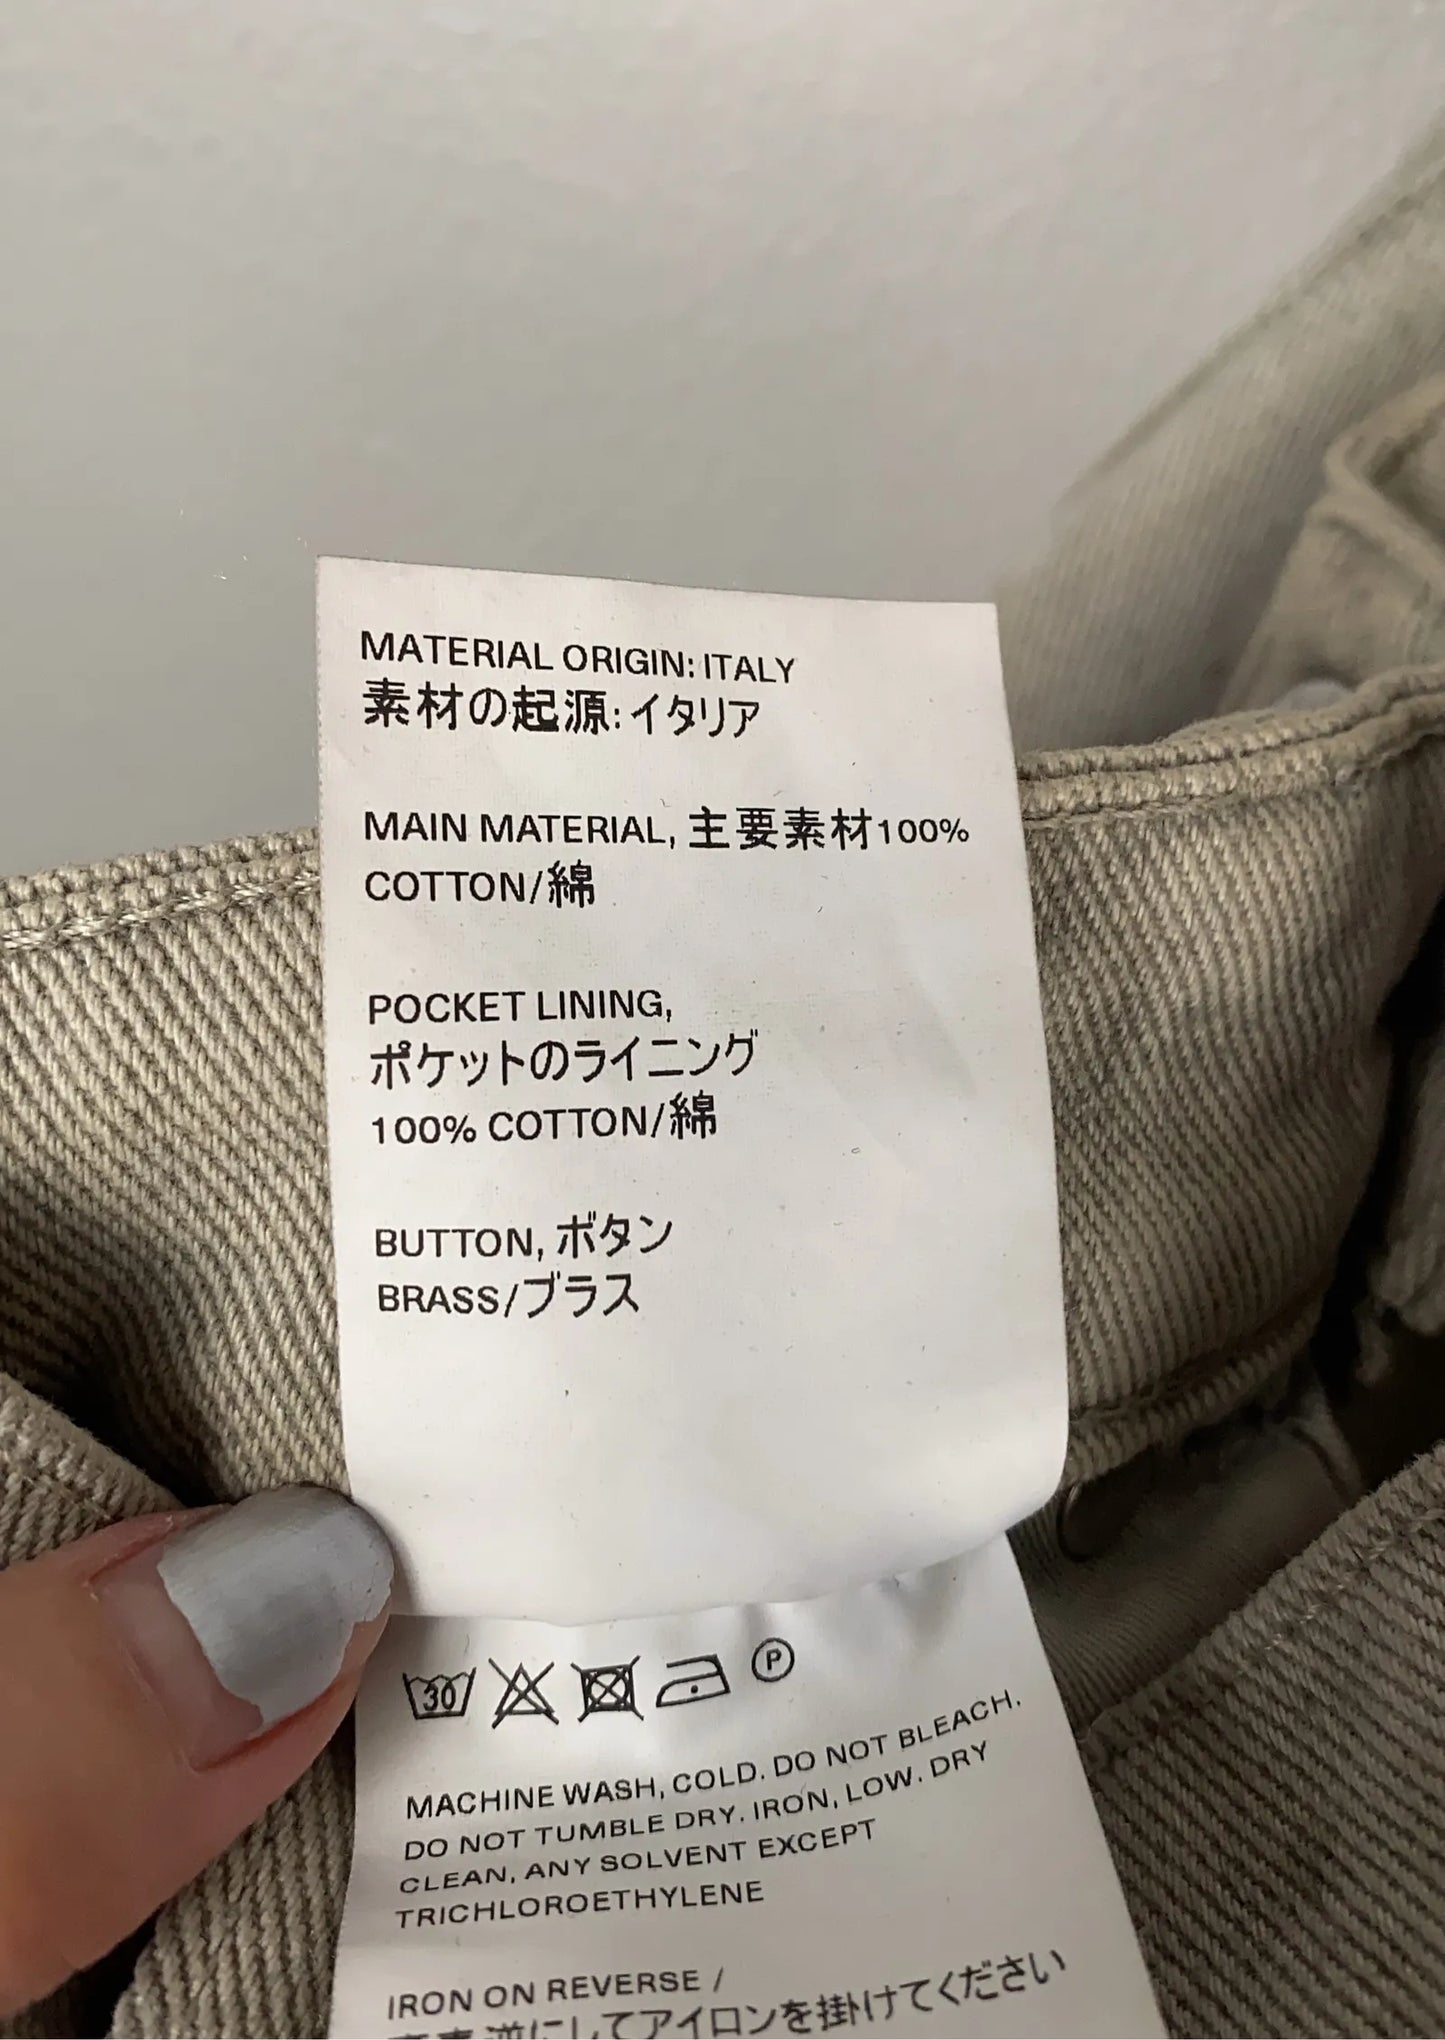 MATERIAL ORIGIN: ITALY
素材の起源: イタリア
MAIN MATERIAL, 主要素材100%
COTTON/綿
POCKET LINING,
ポケットのライニング
100% COTTON/綿
BUTTON, ボタン
BRASS/ブラス
30
P
MACHINE WASH, COLD. DO NOT BLEACH.
DO NOT TUMBLE DRY. IRON, LOW. DRY
CLEAN, ANY SOLVENT EXCEPT
TRICHLOROETHYLENE
IRON ON REVERSE /
逆にしてアイロンを掛けてください